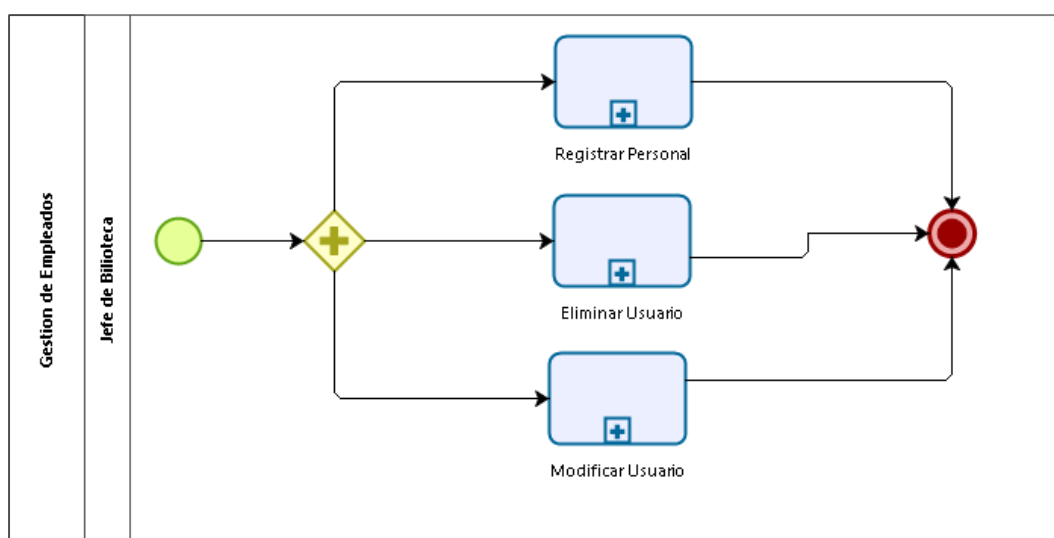 Gestion de Empleados
Jefe de Bilioteca
Registrar Personal
Eliminar Usuario
Modificar Usuario